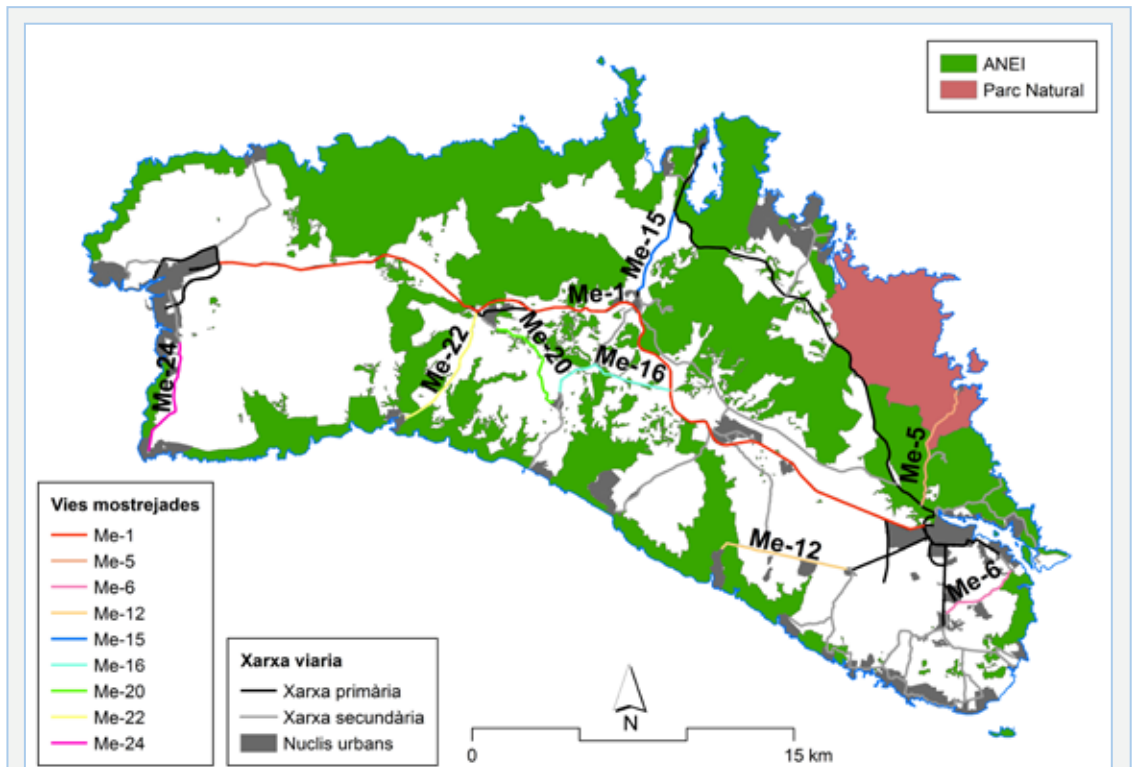 ANEI
Parc Natural
Me-15
Me-1
Me-20
Me-22
Me-16
Me-24
Me-5
Me-12
Me-6
Vies mostrejades
Me-1
Me-5
Me-6
Me-12
Me-15
Me-16
Me-20
Me-22
Me-24
Xarxa viaria
Xarxa primària
Xarxa secundària
Nuclis urbans
N
0
15 km